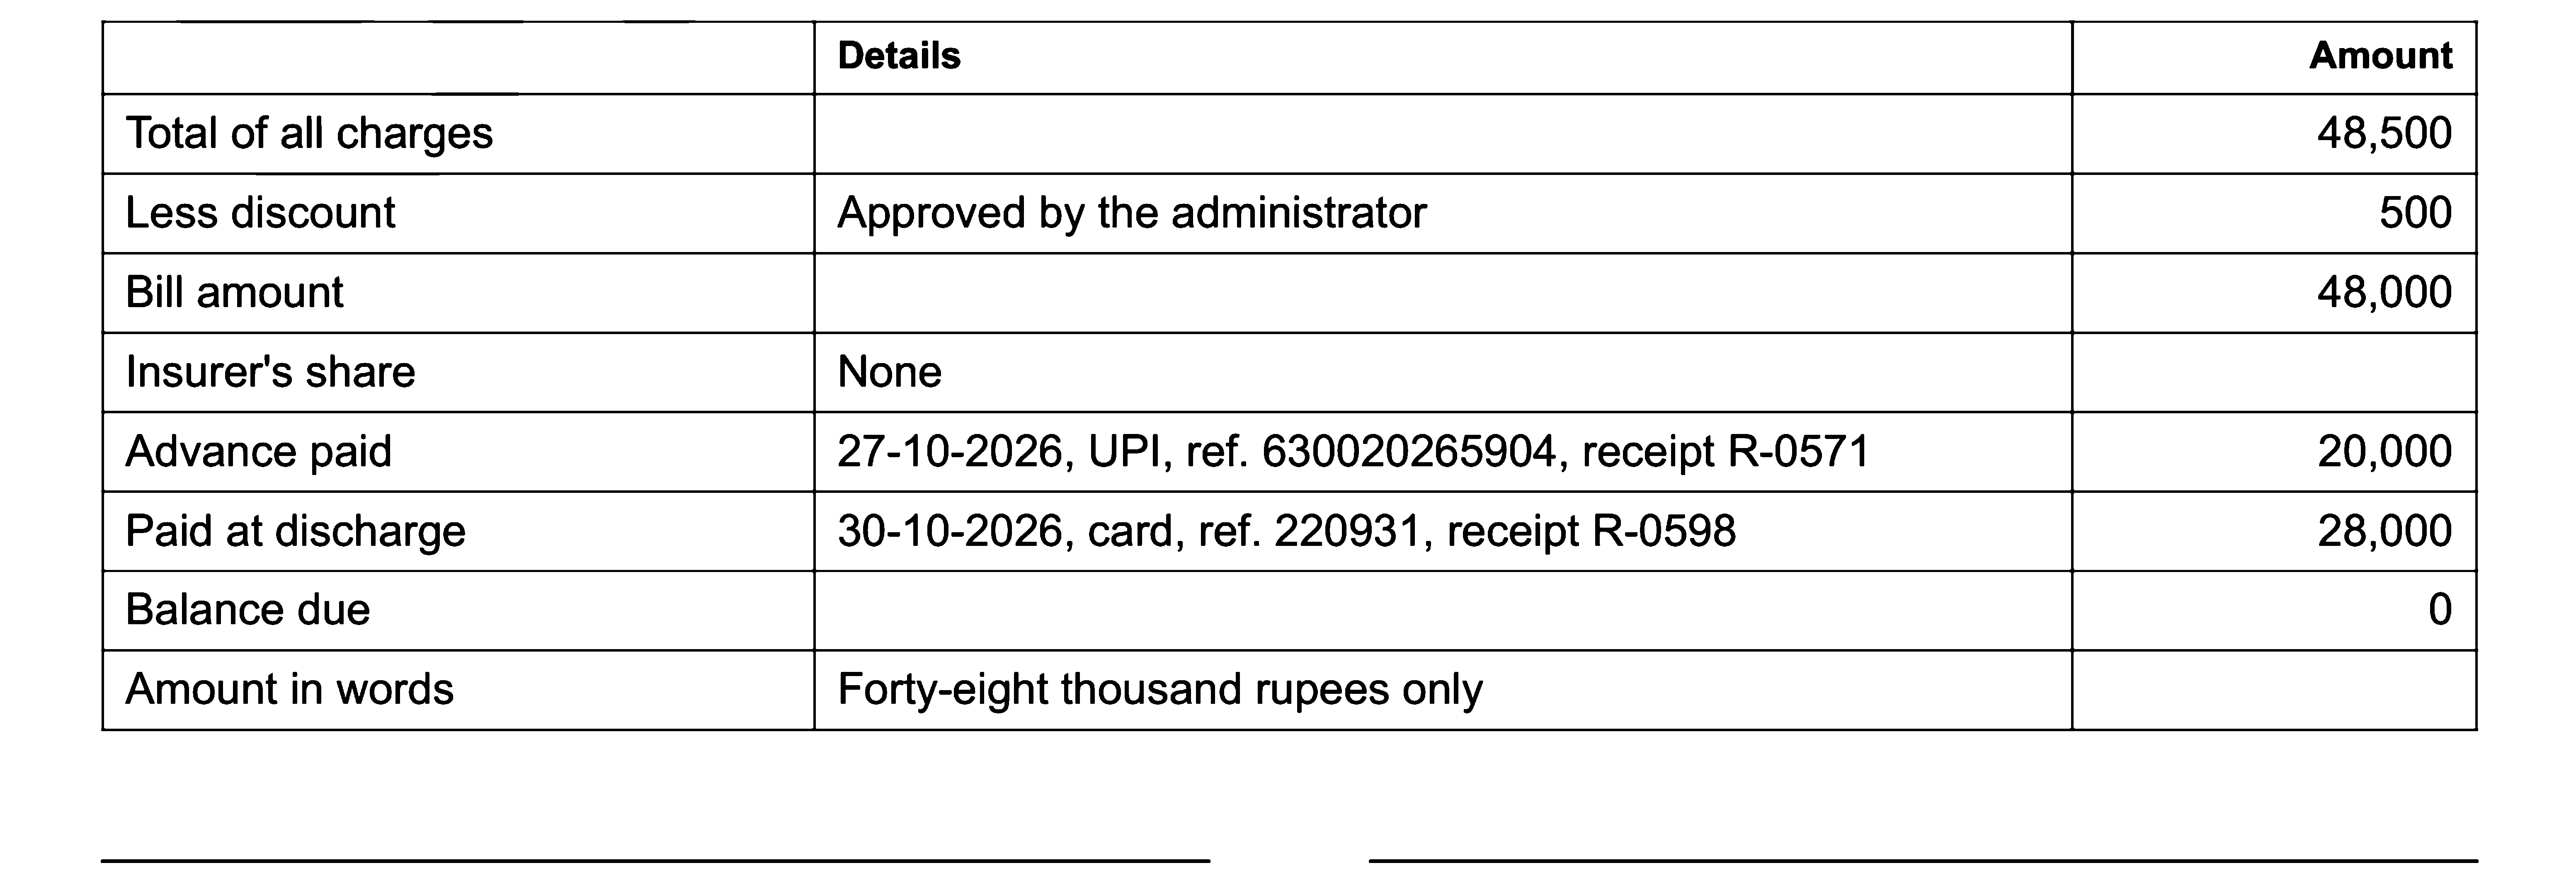 Details Amount
Total of all charges 48,500
Less discount Approved by the administrator 500
Bill amount 48,000
Insurer's share None
Advance paid 27-10-2026, UPI, ref. 630020265904, receipt R-0571 20,000
Paid at discharge 30-10-2026, card, ref. 220931, receipt R-0598 28,000
Balance due 0
Amount in words Forty-eight thousand rupees only